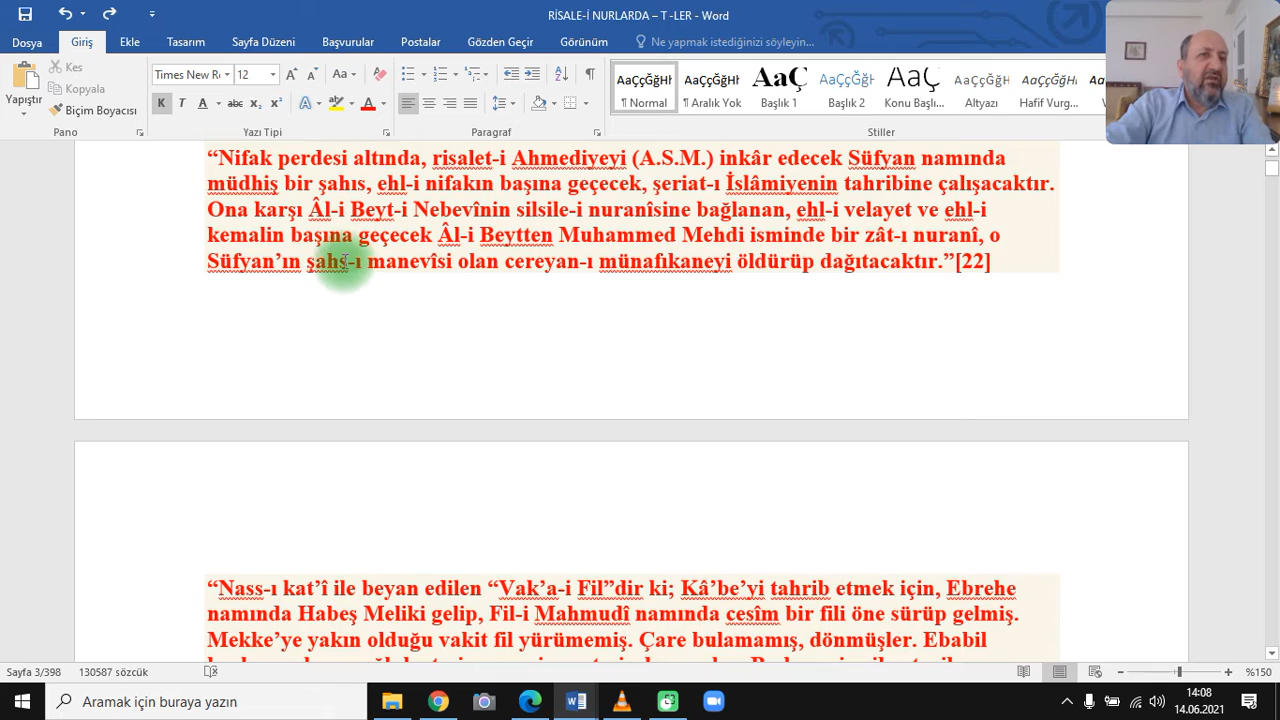 RİSALE-İ NURLARDA – T -LER - Word
Dosya Giriş Ekle Tasarım Sayfa Düzeni Başvurular Postalar Gözden Geçir Görünüm Ne yapmak istediğinizi söyleyin...
Yapıştır
Kes
Kopyala
Biçim Boyacısı
Pano
Times New Ro 12
K T A abc x₂ x²
Yazı Tipi
Paragraf
AaÇçĞğHł AaÇçĞğHł AaÇ AaÇçĞğH AaÇç AaÇçĞğH AaÇçĞğHł
¶ Normal ¶ Aralık Yok Başlık 1 Başlık 2 Konu Başlı... Altyazı Hafif Vurg...
Stiller
“Nifak perdesi altında, risalet-i Ahmediyeyi (A.S.M.) inkâr edecek Süfyan namında
müdhiş bir şahıs, ehl-i nifakın başına geçecek, şeriat-ı İslâmiyenin tahribine çalışacaktır.
Ona karşı Âl-i Beyt-i Nebevînin silsile-i nuranîsine bağlanan, ehl-i velayet ve ehl-i
kemalin başına geçecek Âl-i Beytten Muhammed Mehdi isminde bir zât-ı nuranî, o
Süfyan’ın şahs-ı manevîsi olan cereyan-ı münafıkaneyi öldürüp dağıtacaktır.”[22]
“Nass-ı kat’î ile beyan edilen “Vak’a-i Fil”dir ki; Kâ’be’yi tahrib etmek için, Ebrehe
namında Habeş Meliki gelip, Fil-i Mahmudî namında cesîm bir fili öne sürüp gelmiş.
Mekke’ye yakın olduğu vakit fil yürümemiş. Çare bulamamış, dönmüşler. Ebabil
Sayfa 3/398 130587 sözcük %150
Aramak için buraya yazın
14:08
14.06.2021